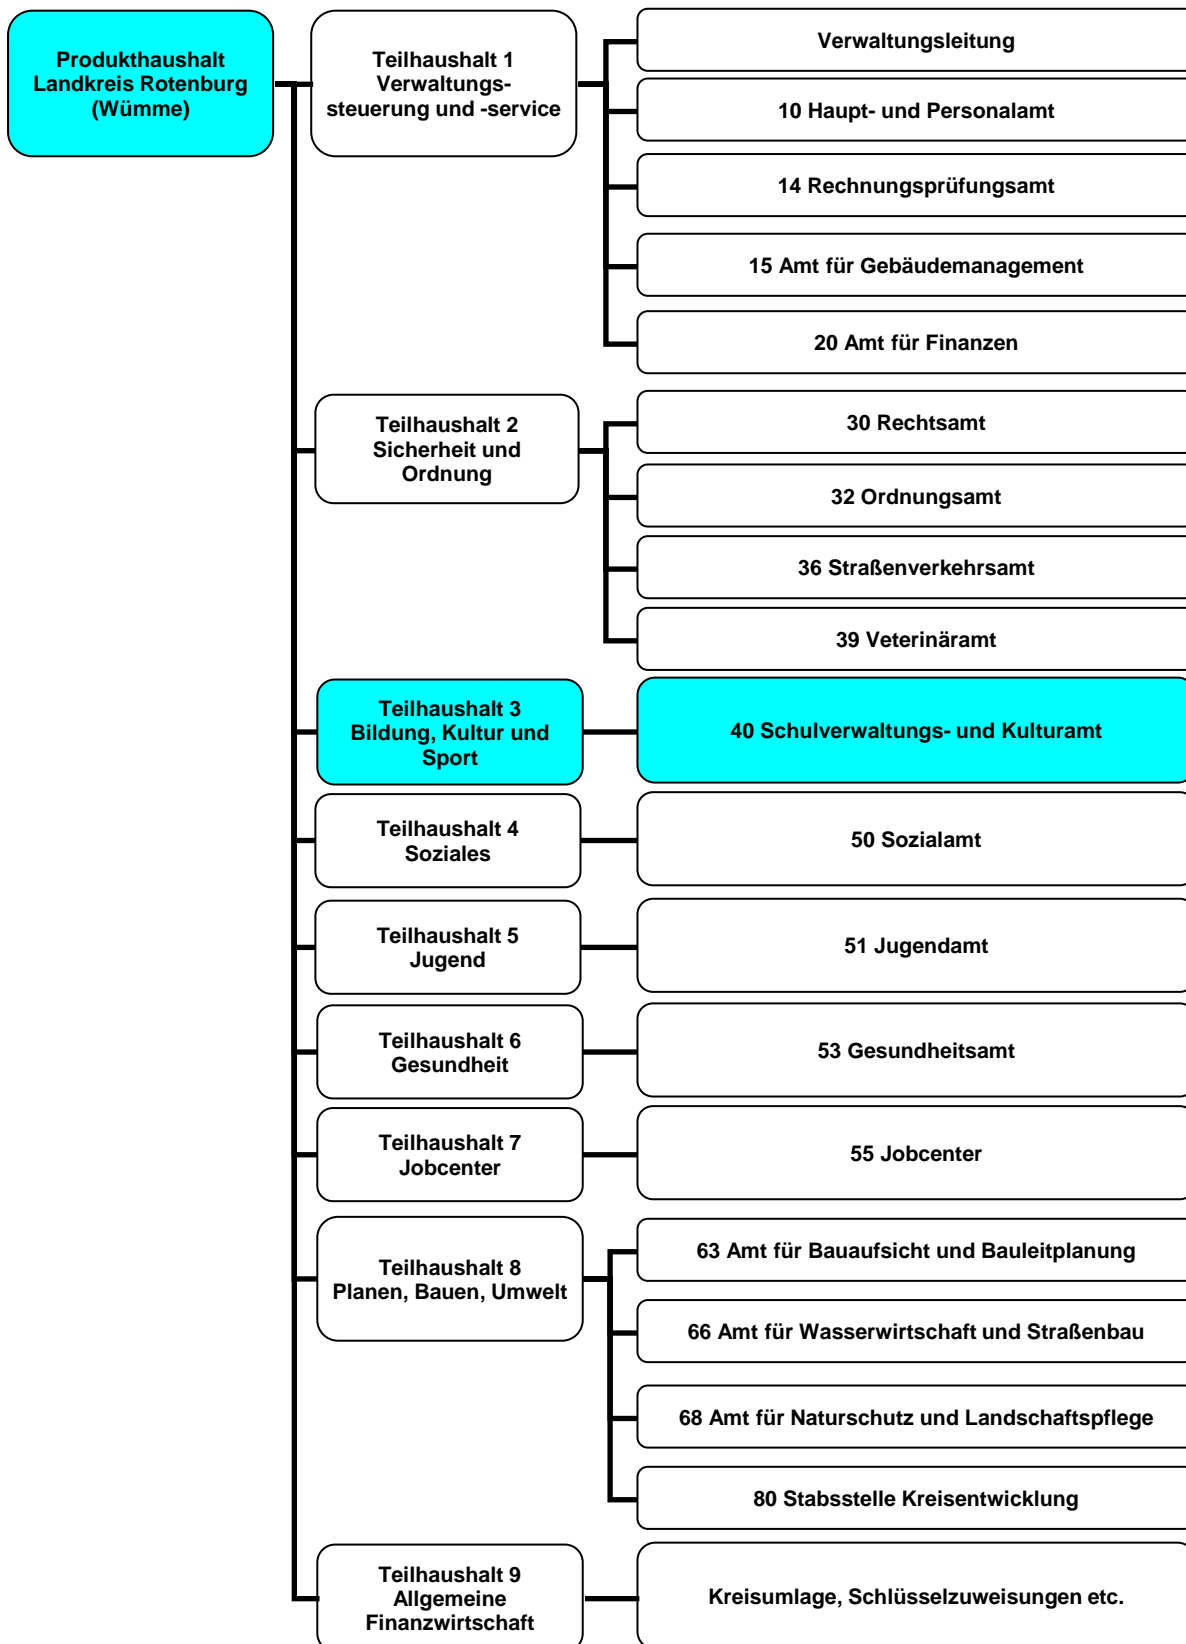 Produkthaushalt
Landkreis Rotenburg
(Wümme)
Teilhaushalt 1
Verwaltungs-
steuerung und -service
Verwaltungsleitung
10 Haupt- und Personalamt
14 Rechnungsprüfungsamt
15 Amt für Gebäudemanagement
20 Amt für Finanzen
Teilhaushalt 2
Sicherheit und
Ordnung
30 Rechtsamt
32 Ordnungsamt
36 Straßenverkehrsamt
39 Veterinäramt
Teilhaushalt 3
Bildung, Kultur und
Sport
40 Schulverwaltungs- und Kulturamt
Teilhaushalt 4
Soziales
50 Sozialamt
Teilhaushalt 5
Jugend
51 Jugendamt
Teilhaushalt 6
Gesundheit
53 Gesundheitsamt
Teilhaushalt 7
Jobcenter
55 Jobcenter
Teilhaushalt 8
Planen, Bauen, Umwelt
63 Amt für Bauaufsicht und Bauleitplanung
66 Amt für Wasserwirtschaft und Straßenbau
68 Amt für Naturschutz und Landschaftspflege
80 Stabsstelle Kreisentwicklung
Teilhaushalt 9
Allgemeine
Finanzwirtschaft
Kreisumlage, Schlüsselzuweisungen etc.